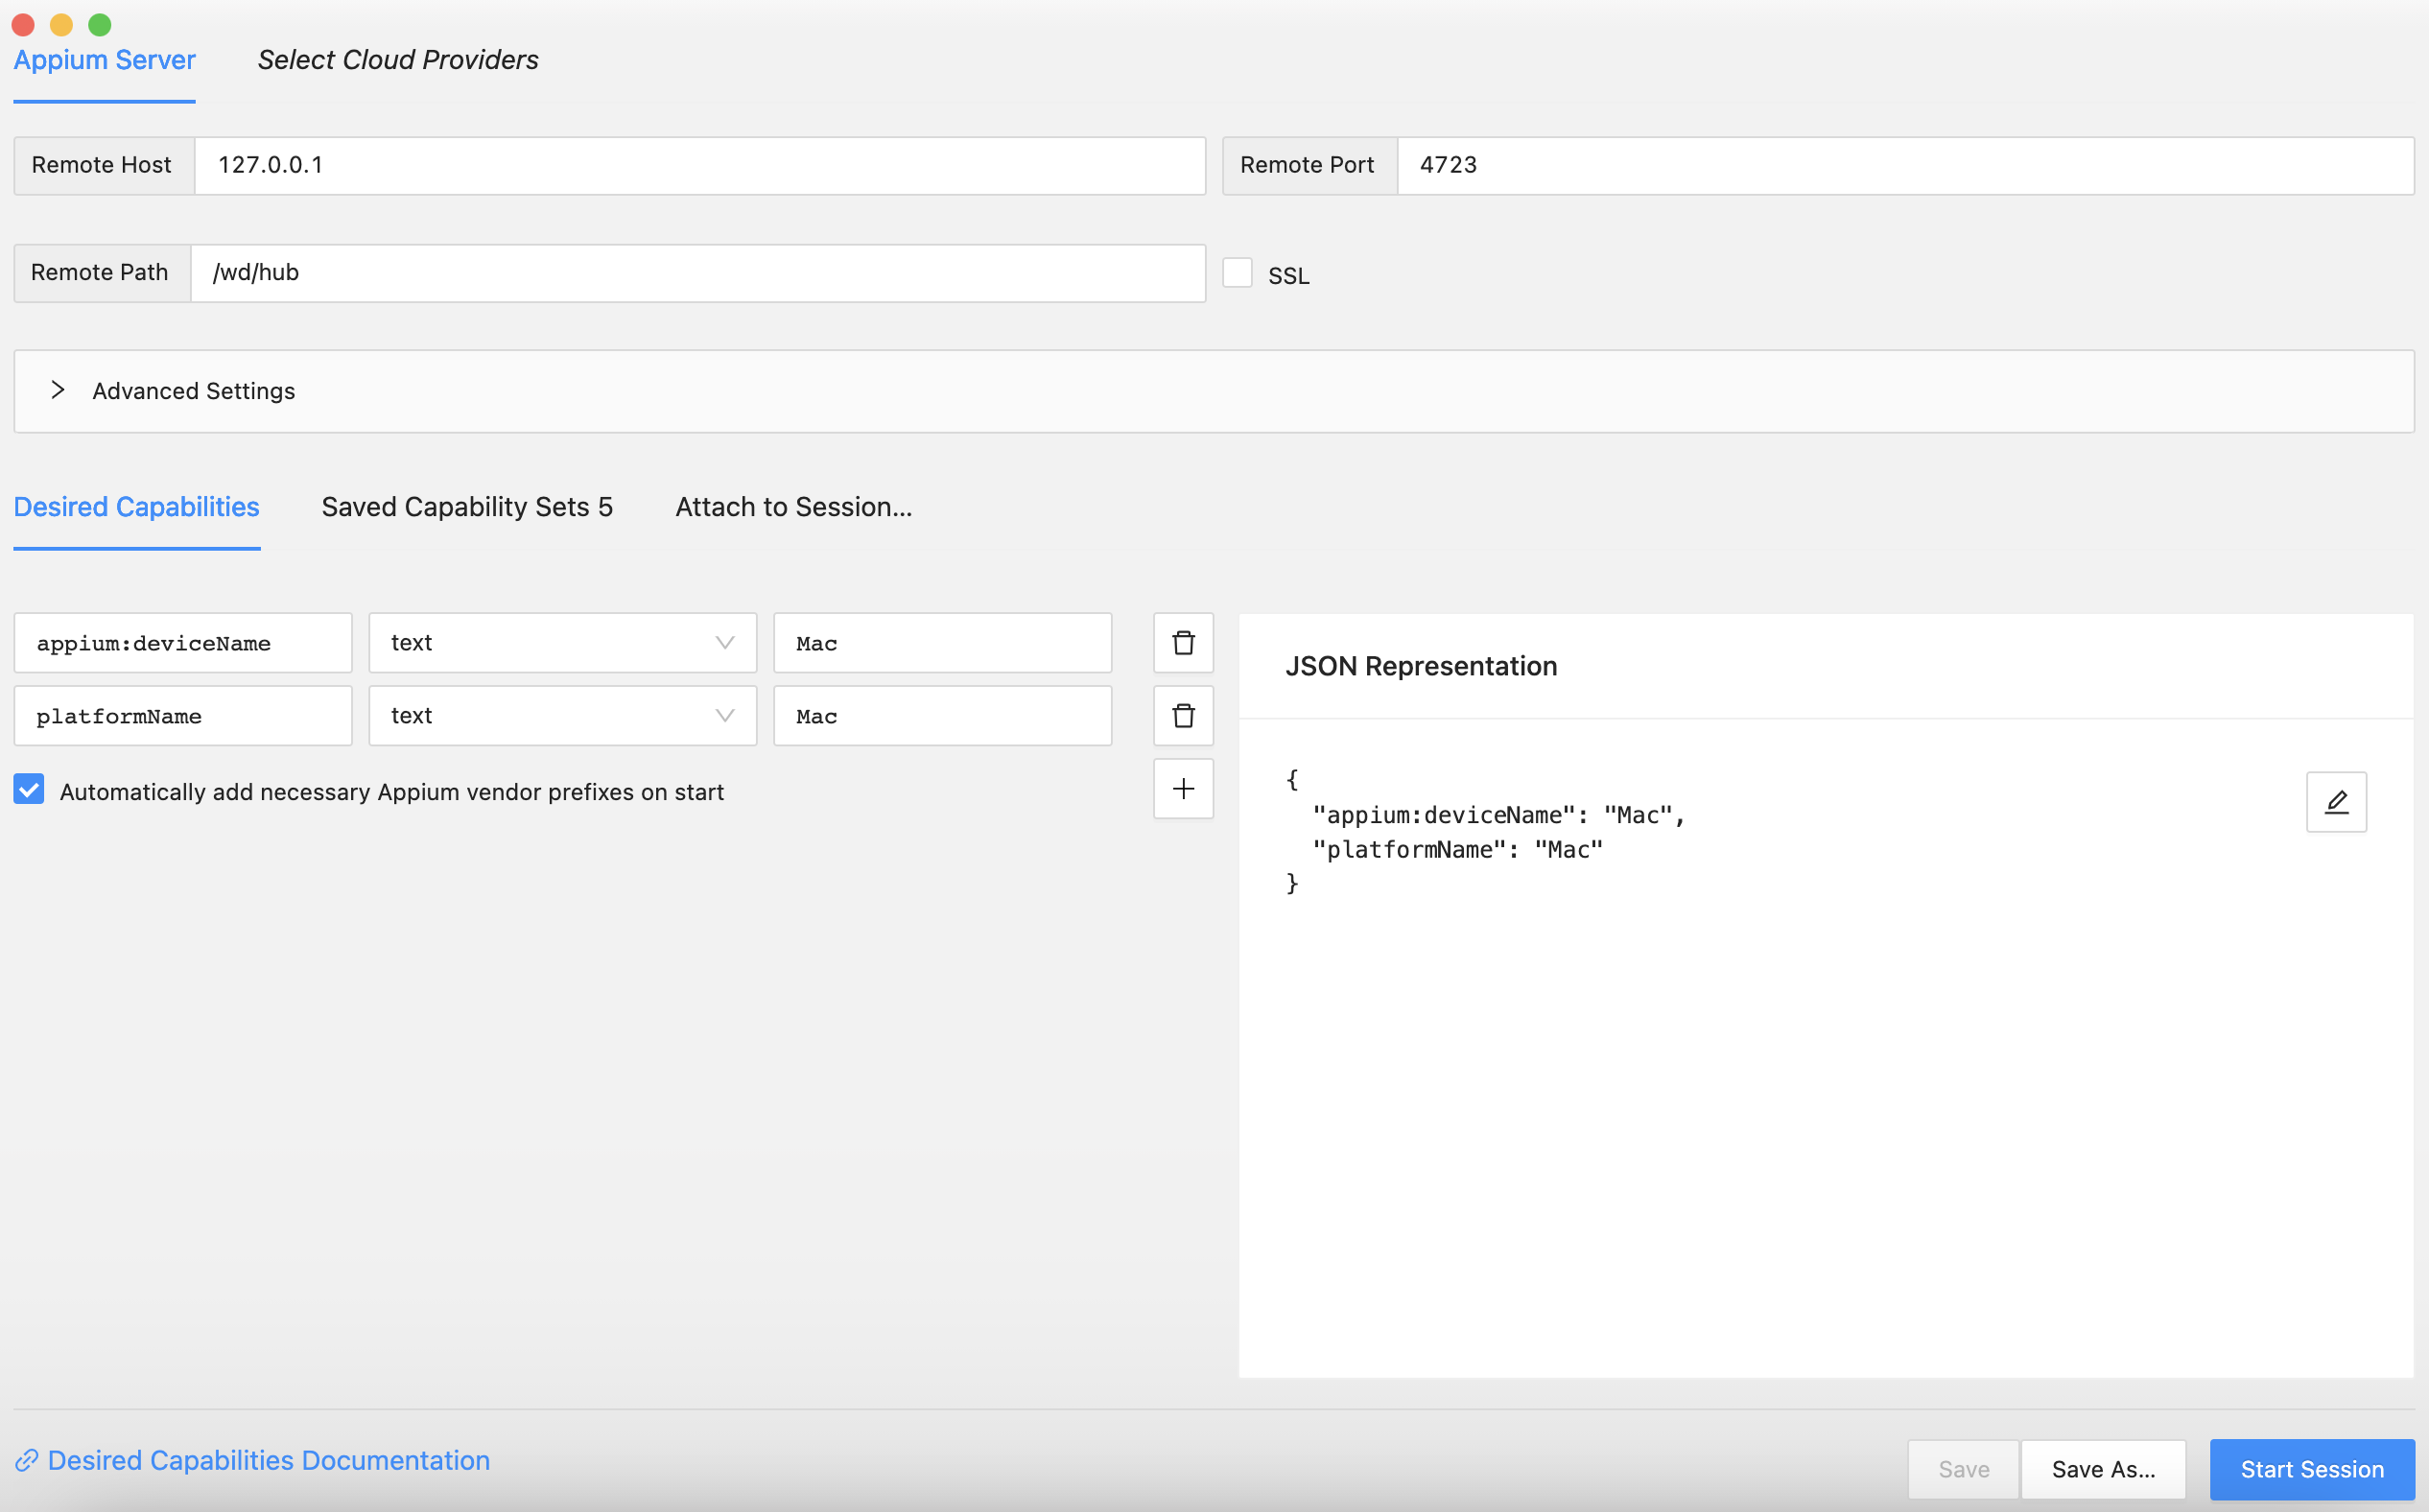 Appium Server Select Cloud Providers
Remote Host 127.0.0.1 Remote Port 4723
Remote Path /wd/hub SSL
Advanced Settings
Desired Capabilities Saved Capability Sets 5 Attach to Session...
appium:deviceName text Mac
platformName text Mac
Automatically add necessary Appium vendor prefixes on start
JSON Representation
{
"appium:deviceName": "Mac",
"platformName": "Mac"
}
Desired Capabilities Documentation
Save Save As... Start Session